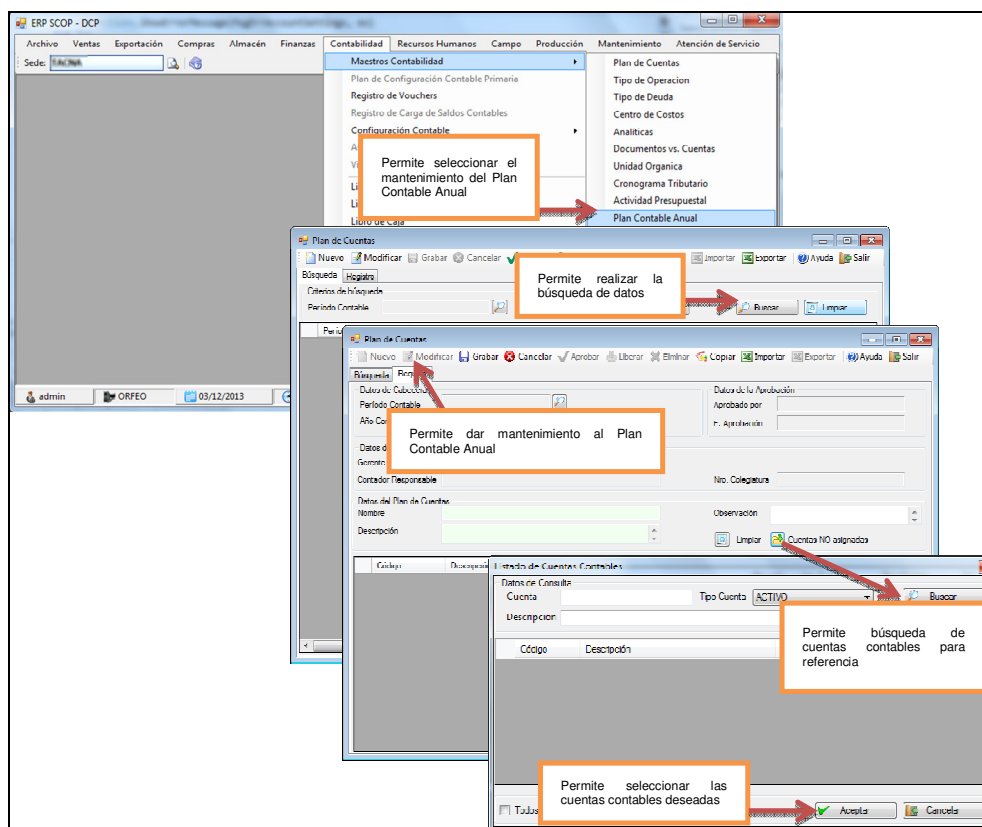 ERP SCOP - DCP
Archivo Ventas Exportación Compras Almacén Finanzas Contabilidad Recursos Humanos Campo Producción Mantenimiento Atención de Servicio
Sede: TACNA
Maestros Contabilidad
Plan de Configuración Contable Primaria
Registro de Vouchers
Registro de Carga de Saldos Contables
Configuración Contable
Libro de Caja
Plan de Cuentas
Tipo de Operacion
Tipo de Deuda
Centro de Costos
Analiticas
Documentos vs. Cuentas
Unidad Organica
Cronograma Tributario
Actividad Presupuestal
Plan Contable Anual
Permite seleccionar el
mantenimiento del Plan
Contable Anual
admin ORFEO 03/12/2013
Plan de Cuentas
Nuevo Modificar Grabar Cancelar Importar Exportar Ayuda Salir
Búsqueda Registro
Criterios de búsqueda
Período Contable
Buscar Limpiar
Permite realizar la
búsqueda de datos
Plan de Cuentas
Nuevo Modificar Grabar Cancelar Aprobar Liberar Eliminar Copiar Importar Exportar Ayuda Salir
Búsqueda
Datos de Cabecera
Período Contable
Datos de la Aprobación
Aprobado por
F. Aprobación
Permite dar mantenimiento al Plan
Contable Anual
Gerente
Contador Responsable
Nro. Colegiatura
Datos del Plan de Cuentas
Nombre
Observación
Descripción
Limpiar Cuentas NO asignadas
Código
Listado de Cuentas Contables
Datos de Consulta
Cuenta
Tipo Cuenta ACTIVO
Buscar
Descripcion
Código Descripción
Permite búsqueda de
cuentas contables para
referencia
Permite seleccionar las
cuentas contables deseadas
Todos
Aceptar Cancelar